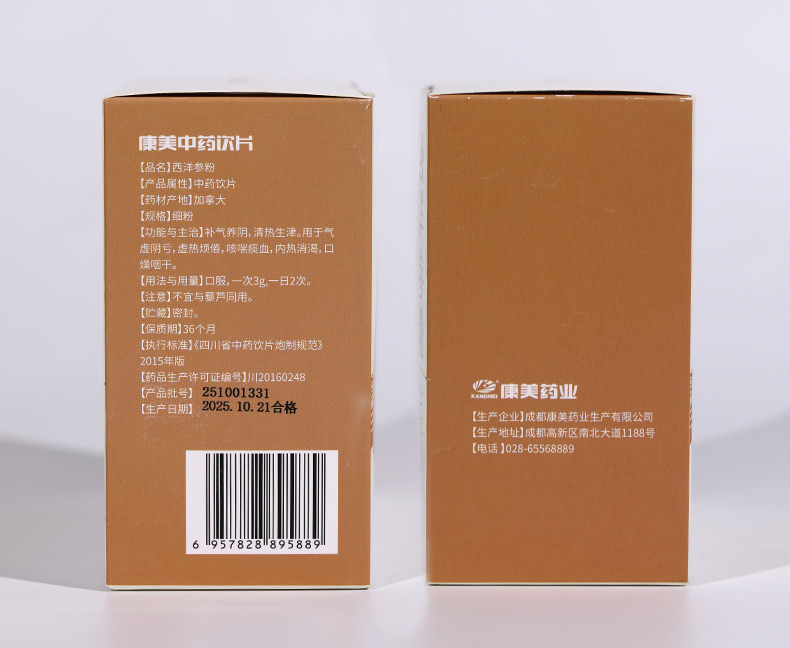 康美中药饮片
【品名】西洋参粉
【产品属性】中药饮片
【药材产地】加拿大
【规格】细粉
【功能与主治】补气养阴,清热生津。用于气
虚阴亏,虚热烦倦,咳喘痰血,内热消渴,口
燥咽干。
【用法与用量】口服,一次3g,一日2次。
【注意】不宜与藜芦同用。
【贮藏】密封。
【保质期】36个月
【执行标准】《四川省中药饮片炮制规范》
2015年版
【药品生产许可证编号】川20160248
【产品批号】 251001331
【生产日期】 2025.10.21合格
6 957828 895889
KANGMEI 康美药业
【生产企业】成都康美药业生产有限公司
【生产地址】成都高新区南北大道1188号
【电话】028-65568889